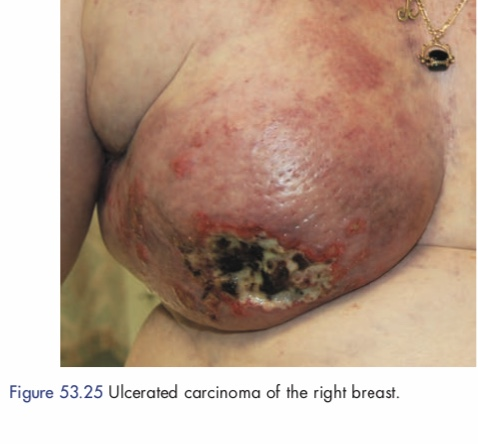 Figure 53.25 Ulcerated carcinoma of the right breast.